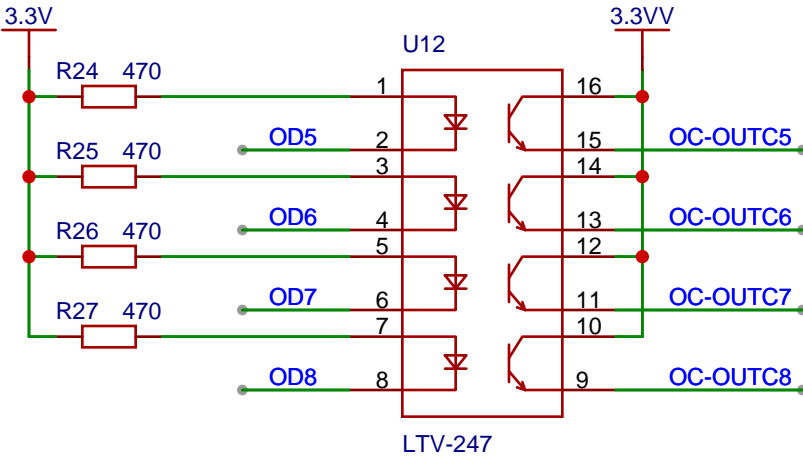 3.3V 3.3VV
U12
R24 470
1 16
OD5 2 15 OC-OUTC5
R25 470
3 14
OD6 4 13 OC-OUTC6
R26 470
5 12
OD7 6 11 OC-OUTC7
R27 470
7 10
OD8 8 9 OC-OUTC8
LTV-247